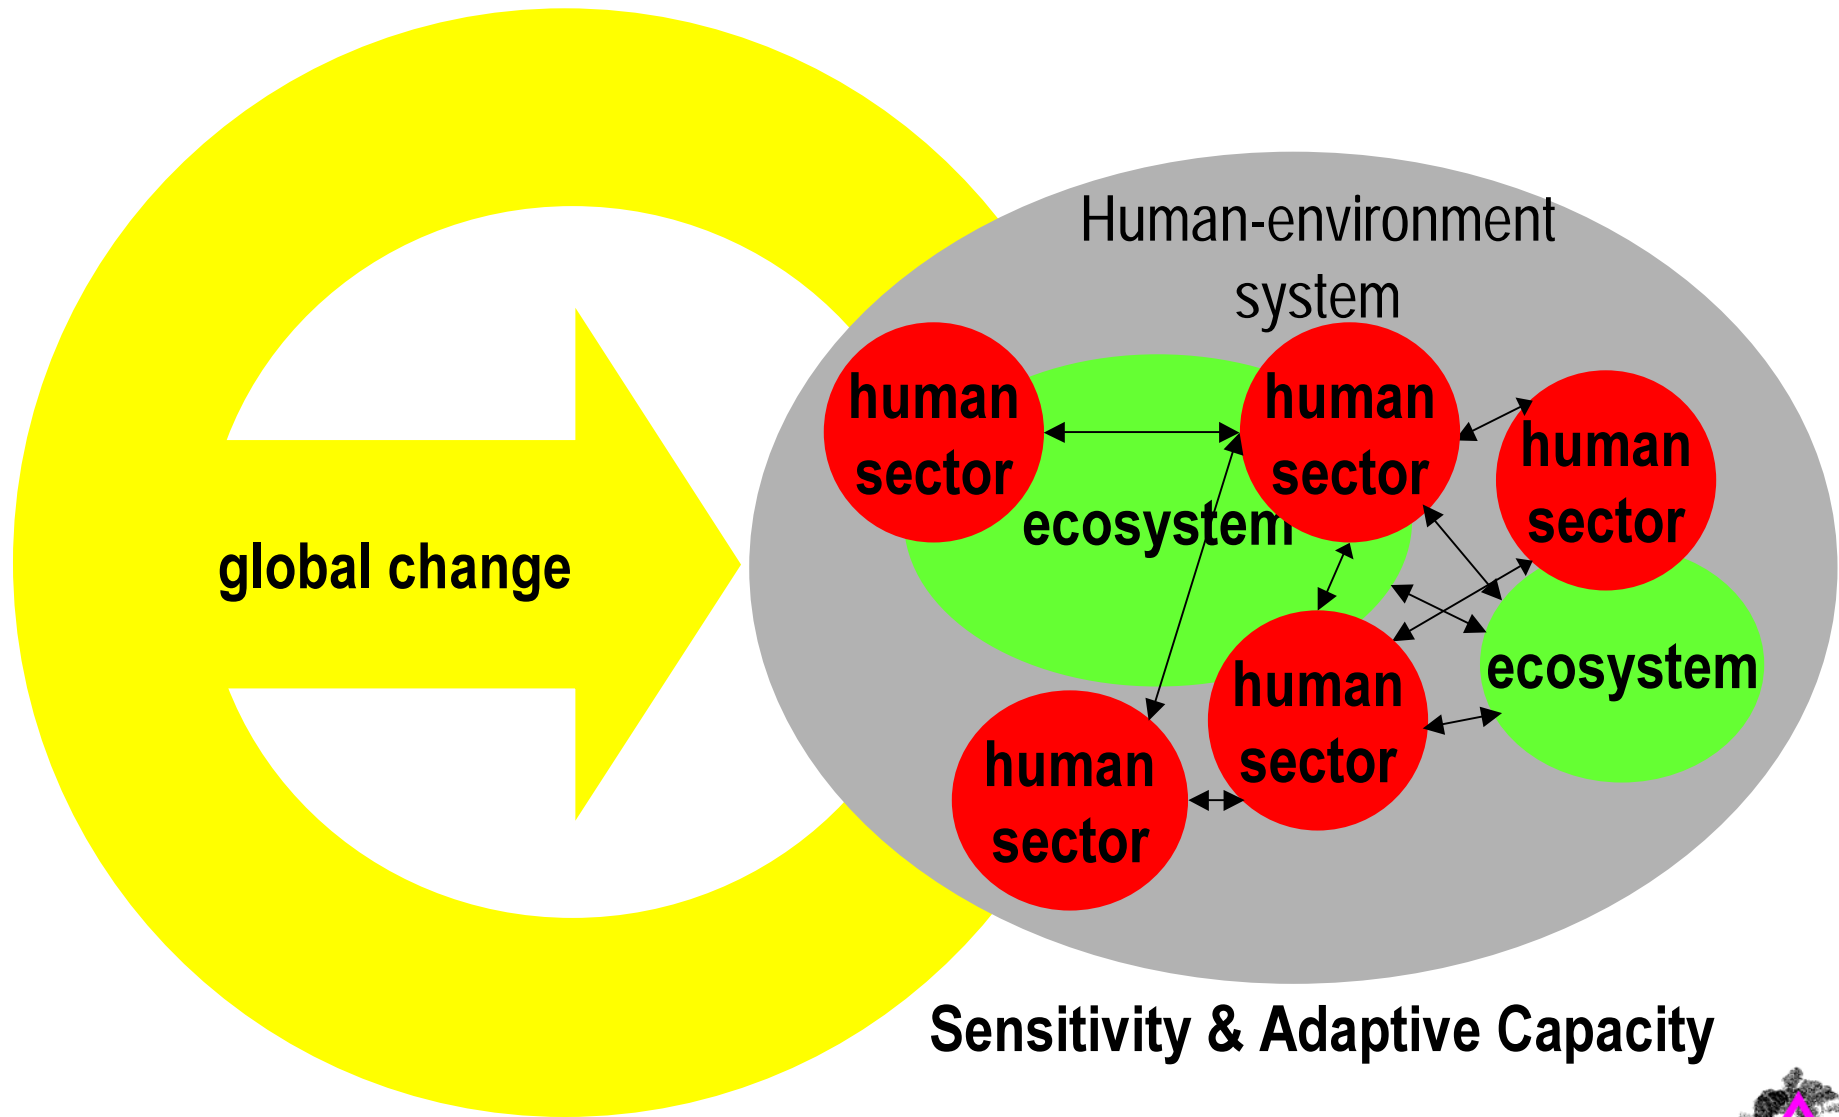 Human-environment
system
human
sector
human
sector
human
sector
ecosystem
global change
ecosystem
human
sector
human
sector
Sensitivity & Adaptive Capacity